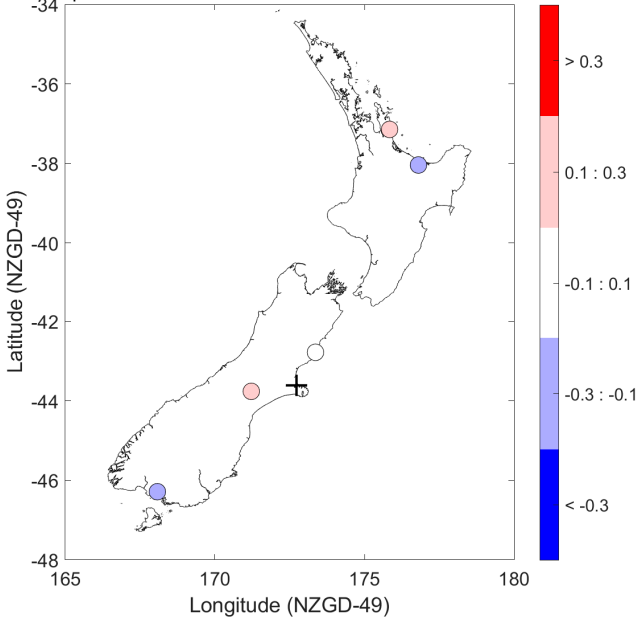 -34
-36
-38
-40
-42
-44
-46
-48
165
170
175
180
Longitude (NZGD-49)
Latitude (NZGD-49)
> 0.3
0.1 : 0.3
-0.1 : 0.1
-0.3 : -0.1
< -0.3